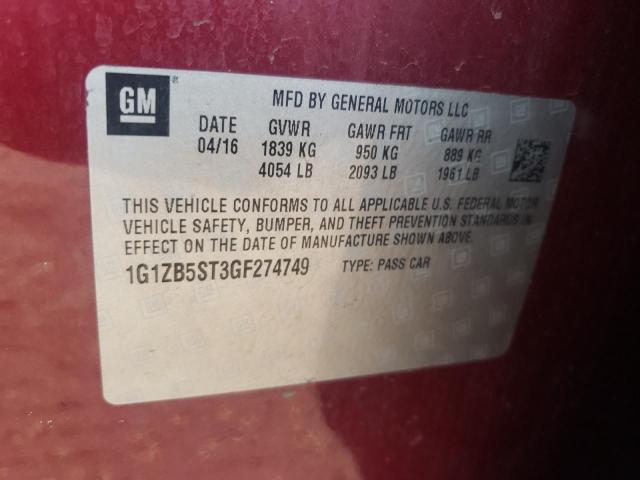 GM
®
MFD BY GENERAL MOTORS LLC
DATE GVWR GAWR FRT GAWR RR
04/16 1839 KG 950 KG 889 KG
4054 LB 2093 LB 1961 LB
THIS VEHICLE CONFORMS TO ALL APPLICABLE U.S. FEDERAL MOTOR
VEHICLE SAFETY, BUMPER, AND THEFT PREVENTION STANDARDS IN
EFFECT ON THE DATE OF MANUFACTURE SHOWN ABOVE.
1G1ZB5ST3GF274749 TYPE: PASS CAR